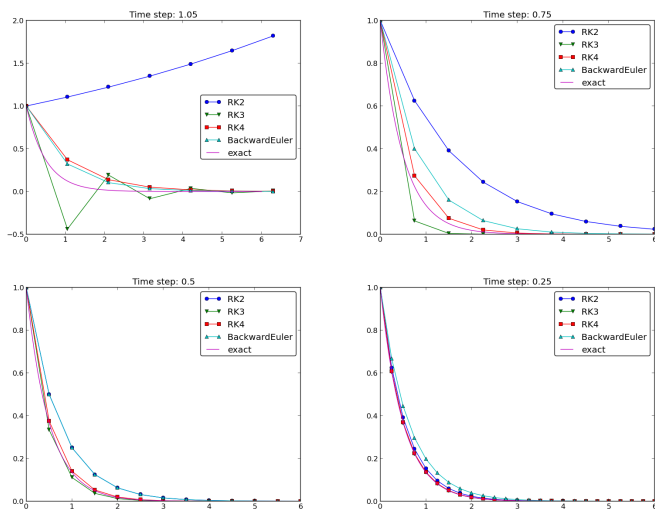 Time step: 1.05
2.0
1.5
1.0
0.5
0.0
−0.5
0 1 2 3 4 5 6 7
RK2
RK3
RK4
BackwardEuler
exact
Time step: 0.75
1.0
0.8
0.6
0.4
0.2
0.0
0 1 2 3 4 5 6
RK2
RK3
RK4
BackwardEuler
exact
Time step: 0.5
1.0
0.8
0.6
0.4
0.2
0.0
0 1 2 3 4 5 6
RK2
RK3
RK4
BackwardEuler
exact
Time step: 0.25
1.0
0.8
0.6
0.4
0.2
0.0
0 1 2 3 4 5 6
RK2
RK3
RK4
BackwardEuler
exact